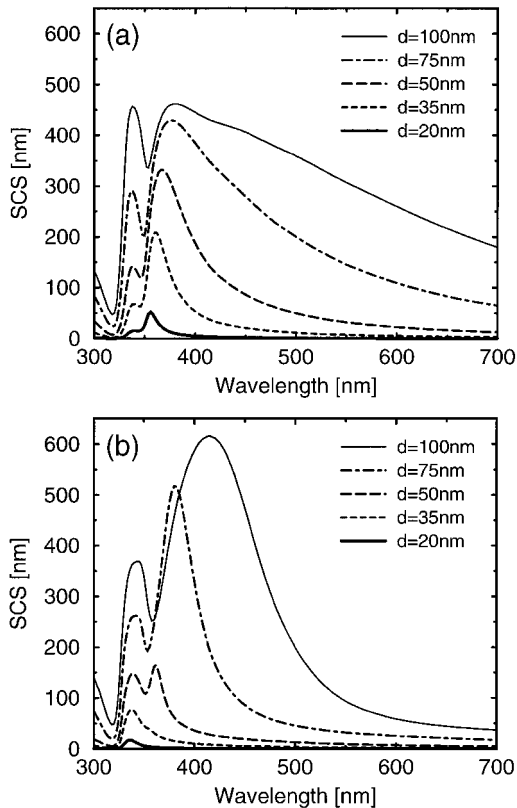 (a)
d=100nm
d=75nm
d=50nm
d=35nm
d=20nm
600
500
400
300
200
100
0
SCS [nm]
300 400 500 600 700
Wavelength [nm]
(b)
d=100nm
d=75nm
d=50nm
d=35nm
d=20nm
600
500
400
300
200
100
0
SCS [nm]
300 400 500 600 700
Wavelength [nm]